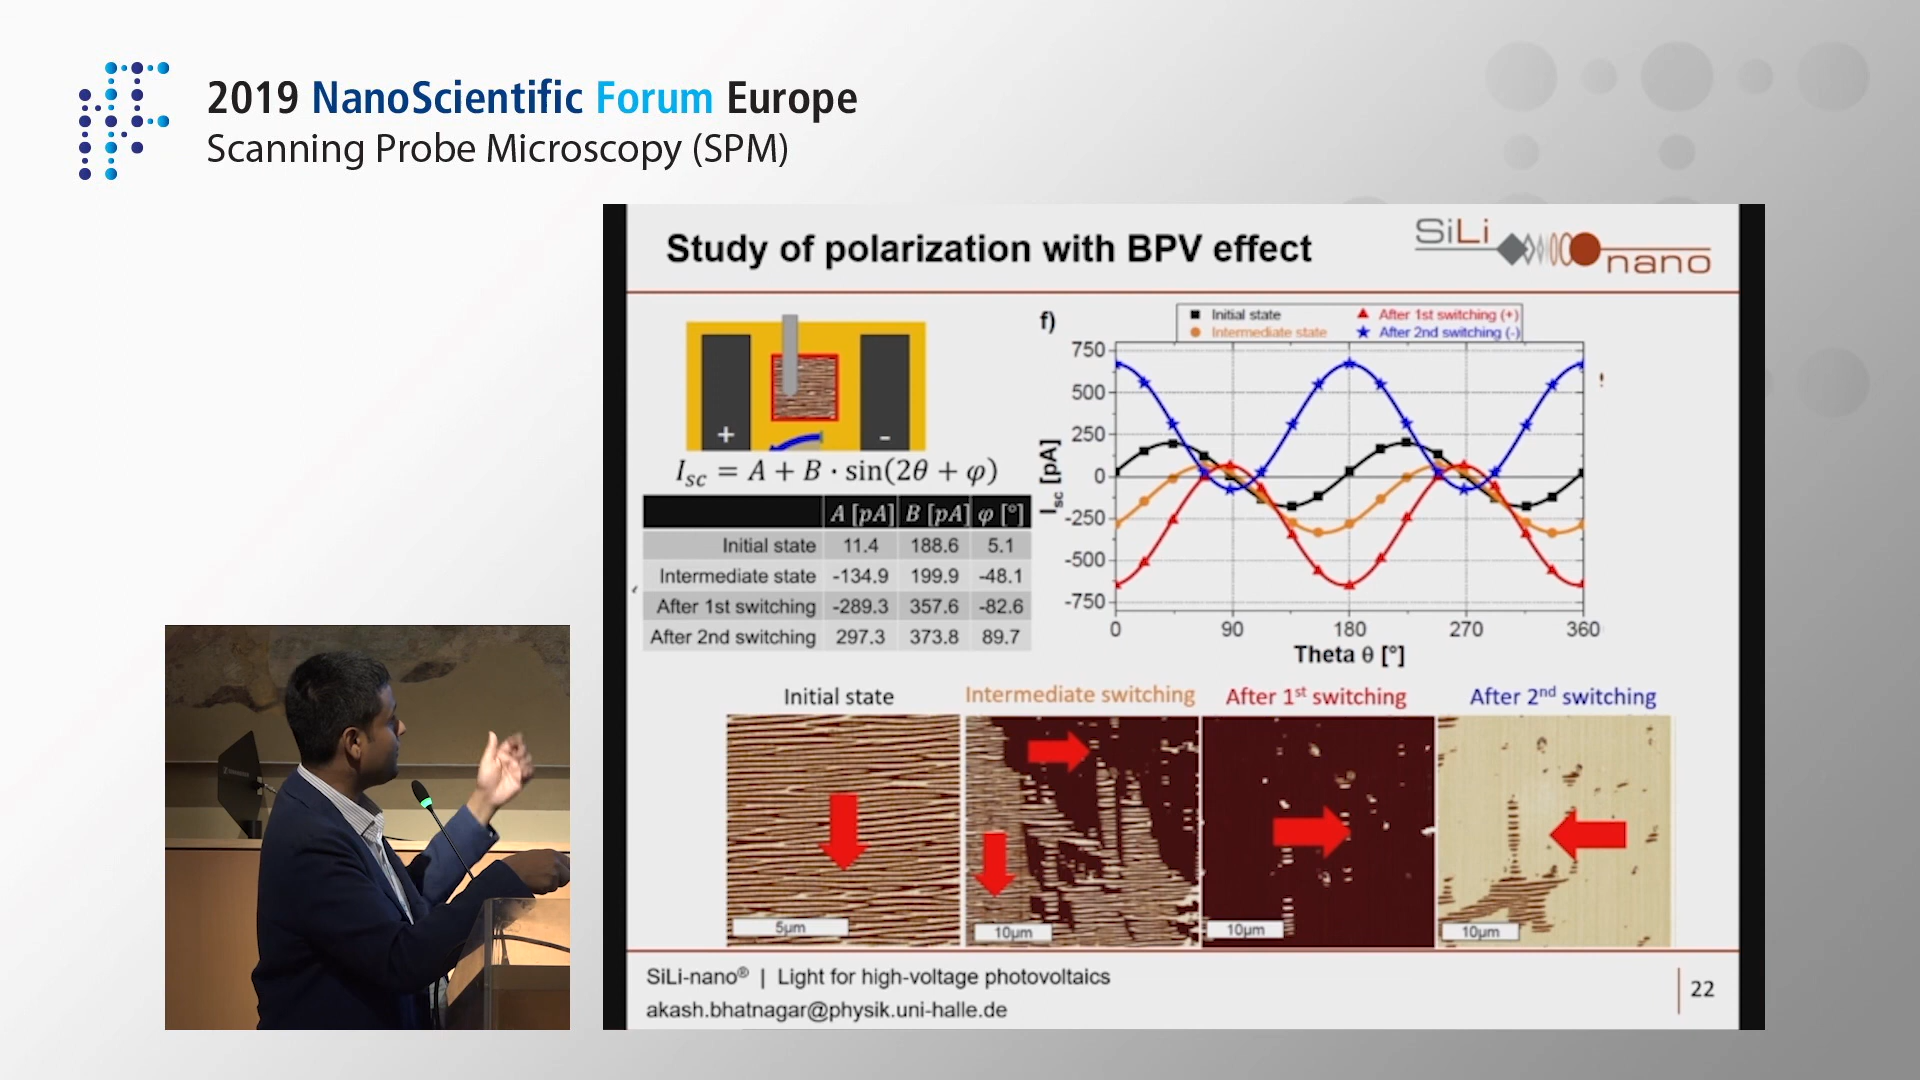 2019 NanoScientific Forum Europe
Scanning Probe Microscopy (SPM)
Study of polarization with BPV effect
SiLi nano
+ -
I_sc = A + B · sin(2θ + φ)
A [pA] B [pA] φ [°]
Initial state 11.4 188.6 5.1
Intermediate state -134.9 199.9 -48.1
After 1st switching -289.3 357.6 -82.6
After 2nd switching 297.3 373.8 89.7
f)
Initial state After 1st switching (+)
Intermediate state After 2nd switching (-)
750
500
250
0
-250
-500
-750
I_sc [pA]
0 90 180 270 360
Theta θ [°]
Initial state Intermediate switching After 1st switching After 2nd switching
5µm 10µm 10µm 10µm
SiLi-nano® | Light for high-voltage photovoltaics
akash.bhatnagar@physik.uni-halle.de
22